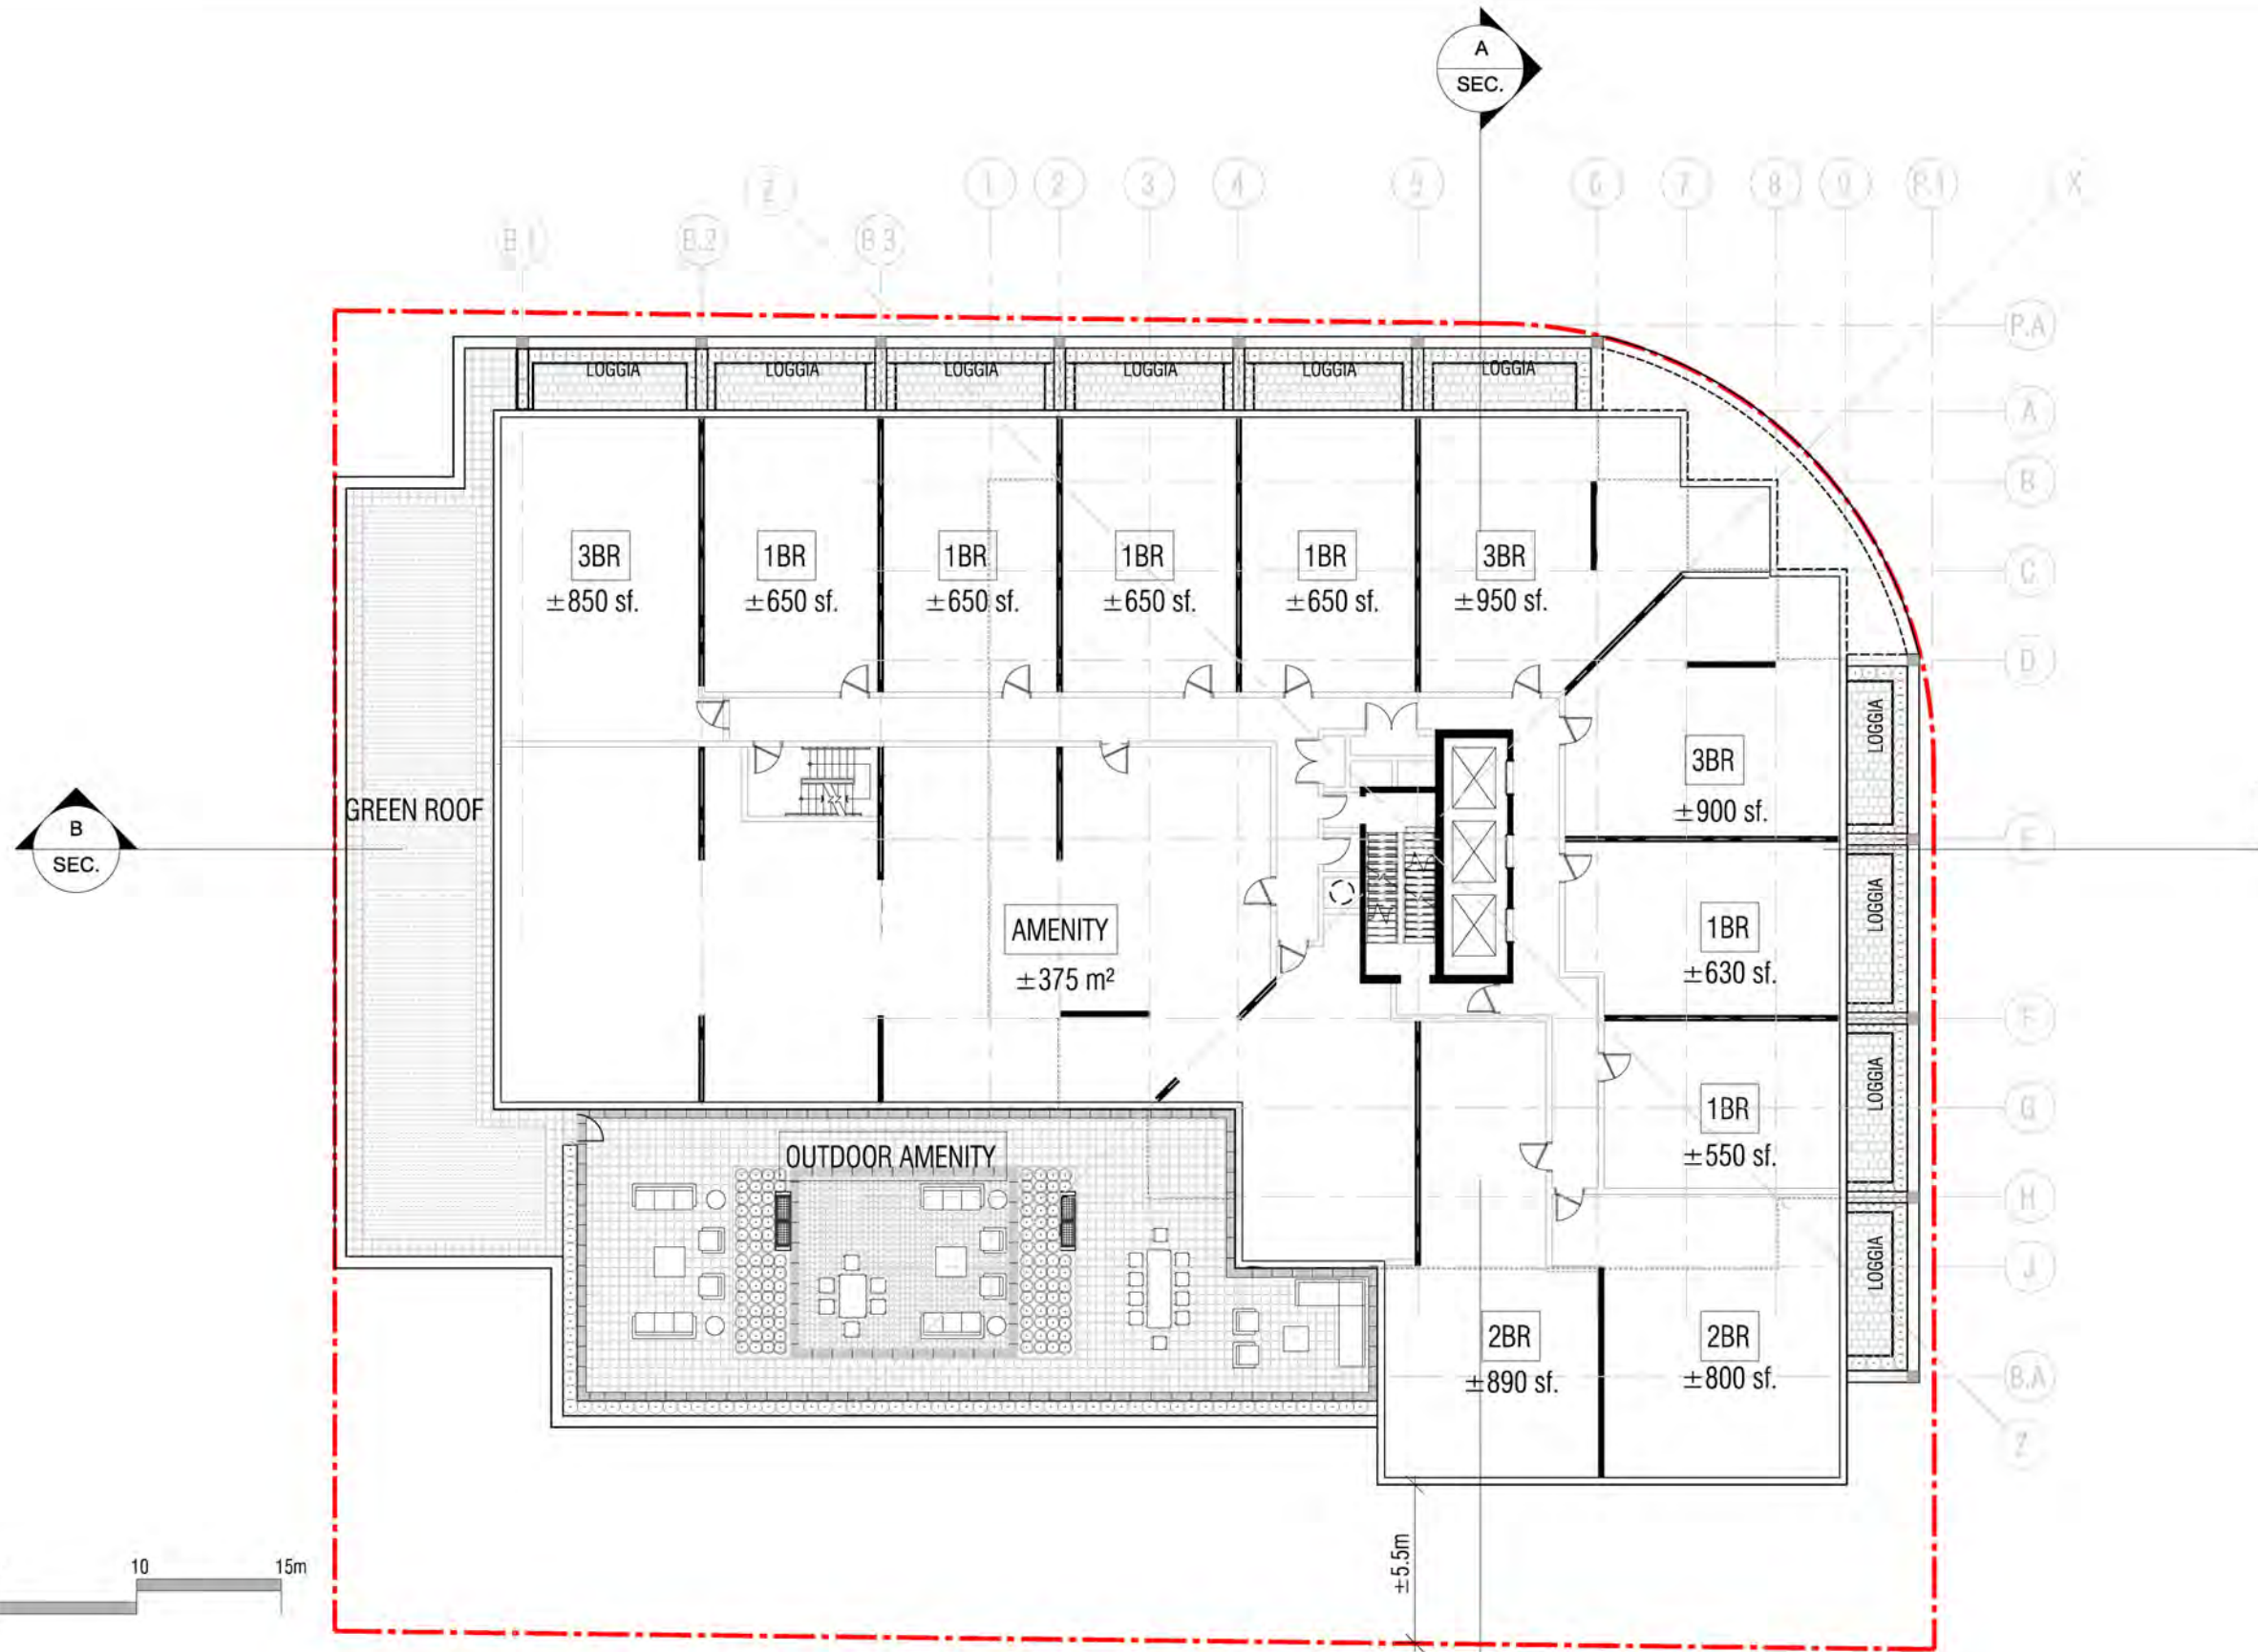 A
SEC.
Z
1
2
3
4
5
6
7
8
9
P.1
X
B.1
B.2
B.3
P.A
LOGGIA
LOGGIA
LOGGIA
LOGGIA
LOGGIA
LOGGIA
A
B
3BR
±850 sf.
1BR
±650 sf.
1BR
±650 sf.
1BR
±650 sf.
1BR
±650 sf.
3BR
±950 sf.
C
D
LOGGIA
3BR
±900 sf.
GREEN ROOF
B
SEC.
E
AMENITY
±375 m²
1BR
±630 sf.
LOGGIA
F
1BR
±550 sf.
LOGGIA
G
OUTDOOR AMENITY
H
LOGGIA
J
2BR
±890 sf.
2BR
±800 sf.
B.A
Z
±5.5m
10
15m